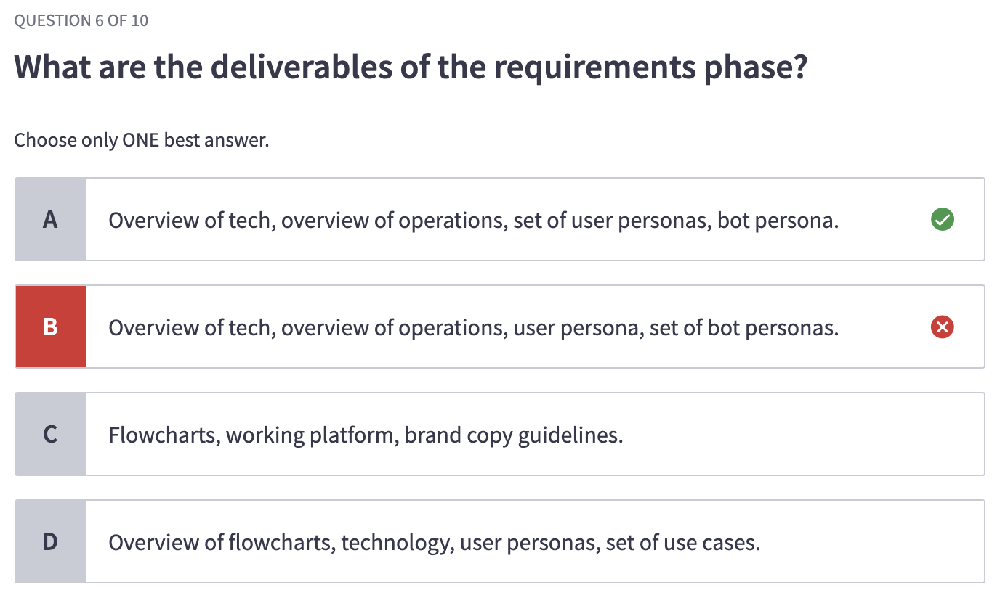 QUESTION 6 OF 10
What are the deliverables of the requirements phase?
Choose only ONE best answer.
A
Overview of tech, overview of operations, set of user personas, bot persona.
B
Overview of tech, overview of operations, user persona, set of bot personas.
C
Flowcharts, working platform, brand copy guidelines.
D
Overview of flowcharts, technology, user personas, set of use cases.